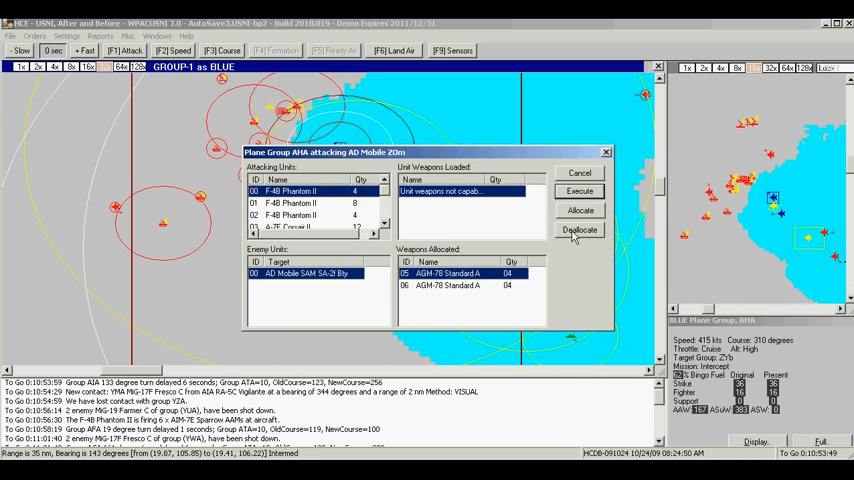 HCE - USNI, After and Before - WPACUSNI 7.0 - AutoSave3.USNI-hp2 - Build 2010.019 - Demo Expires 2011/12/31
File Orders Settings Reports Misc Windows Help
- Slow 0 sec + Fast [F1] Attack [F2] Speed [F3] Course [F4] Formation [F5] Ready Air [F6] Land Air [F9] Sensors
1x 2x 4x 8x 16x 32x 64x 128x GROUP-1 as BLUE
1x 2x 4x 8x 16x 32x 64x 128x
Plane Group AHA attacking AD Mobile 20m
Attacking Units:
ID Name Qty
00 F-4B Phantom II 4
01 F-4B Phantom II 8
02 F-4B Phantom II 4
03 A-7E Corsair II 12
Unit Weapons Loaded:
Name Qty
Unit weapons not capab...
Cancel
Execute
Allocate
Deallocate
Enemy Units:
ID Target
00 AD Mobile SAM SA-2f Bty
Weapons Allocated:
ID Name Qty
05 AGM-78 Standard A 04
06 AGM-78 Standard A 04
BLUE Plane Group, AHA
Speed: 415 kts Course: 310 degrees
Throttle: Cruise Alt: High
Target Group: ZYb
Mission: Intercept
62% Bingo Fuel Original Present
Strike 36 36
Fighter 16 16
Support 0 0
AAW: 167 ASuW: 383 ASW: 0
Display.. Full..
To Go 0:10:53:59 Group AIA 133 degree turn delayed 6 seconds; Group ATA=10, OldCourse=123, NewCourse=256
To Go 0:10:54:29 New contact: YMA MiG-17F Fresco C from AIA RA-5C Vigilante at a bearing of 344 degrees and a range of 2 nm Method: VISUAL
To Go 0:10:55:19 We have lost contact with group YZA.
To Go 0:10:56:14 2 enemy MiG-19 Farmer C of group (YUA), have been shot down.
To Go 0:10:56:30 The F-4B Phantom II is firing 6 x AIM-7E Sparrow AAMs at aircraft.
To Go 0:10:58:19 Group AFA 19 degree turn delayed 1 seconds; Group ATA=10, OldCourse=119, NewCourse=100
To Go 0:11:01:40 2 enemy MiG-17F Fresco C of group (YWA), have been shot down.
Range is 35 nm, Bearing is 143 degrees [from (19.87, 105.85) to (19.41, 106.22)] Intermed
HCDB-091024 10/24/09 08:24:50 AM
To Go 0:10:53:49